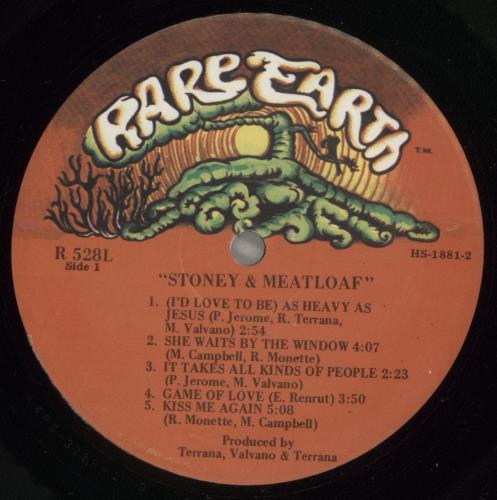 RARE EARTH
T.M.
R 528L
Side 1
HS-1881-2
"STONEY & MEATLOAF"
1. (I'D LOVE TO BE) AS HEAVY AS
JESUS (P. Jerome, R. Terrana,
M. Valvano) 2:54
2. SHE WAITS BY THE WINDOW 4:07
(M. Campbell, R. Monette)
3. IT TAKES ALL KINDS OF PEOPLE 2:23
(P. Jerome, M. Valvano)
4. GAME OF LOVE (E. Renrut) 3:50
5. KISS ME AGAIN 5:08
(R. Monette, M. Campbell)
Produced by
Terrana, Valvano & Terrana